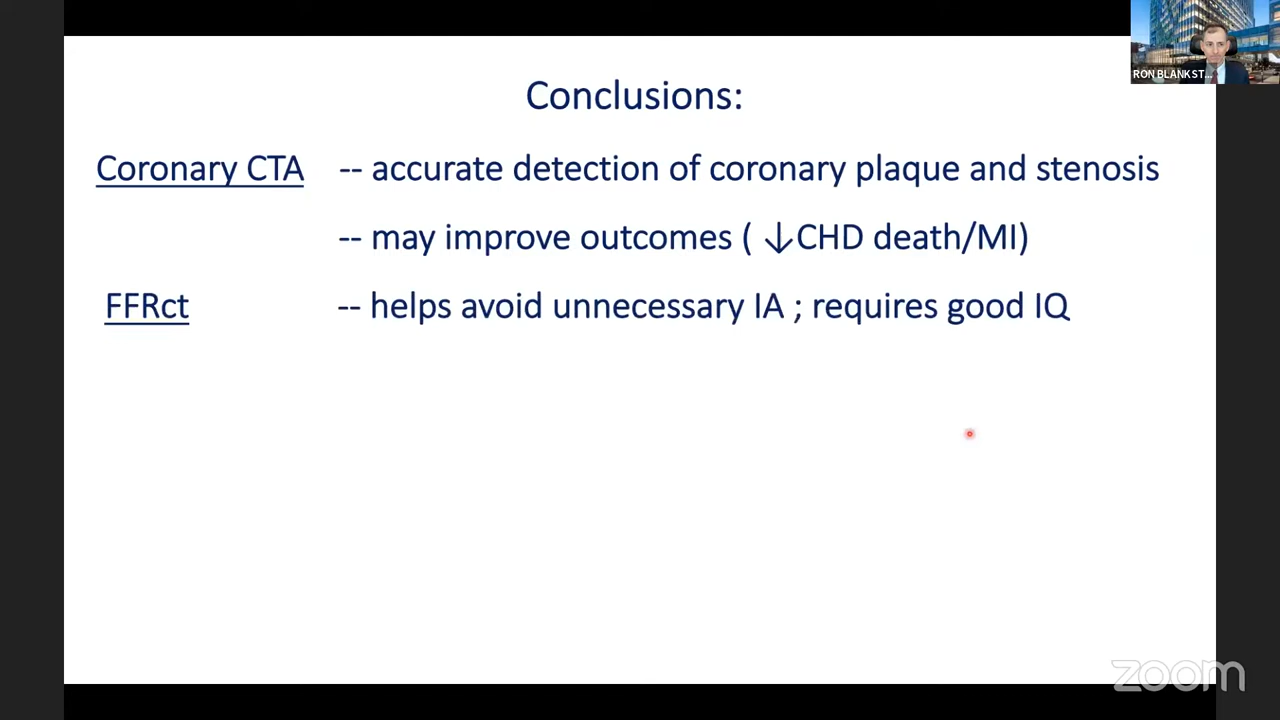 RON BLANKST...
Conclusions:
Coronary CTA -- accurate detection of coronary plaque and stenosis
-- may improve outcomes ( ↓CHD death/MI)
FFRct -- helps avoid unnecessary IA ; requires good IQ
zoom